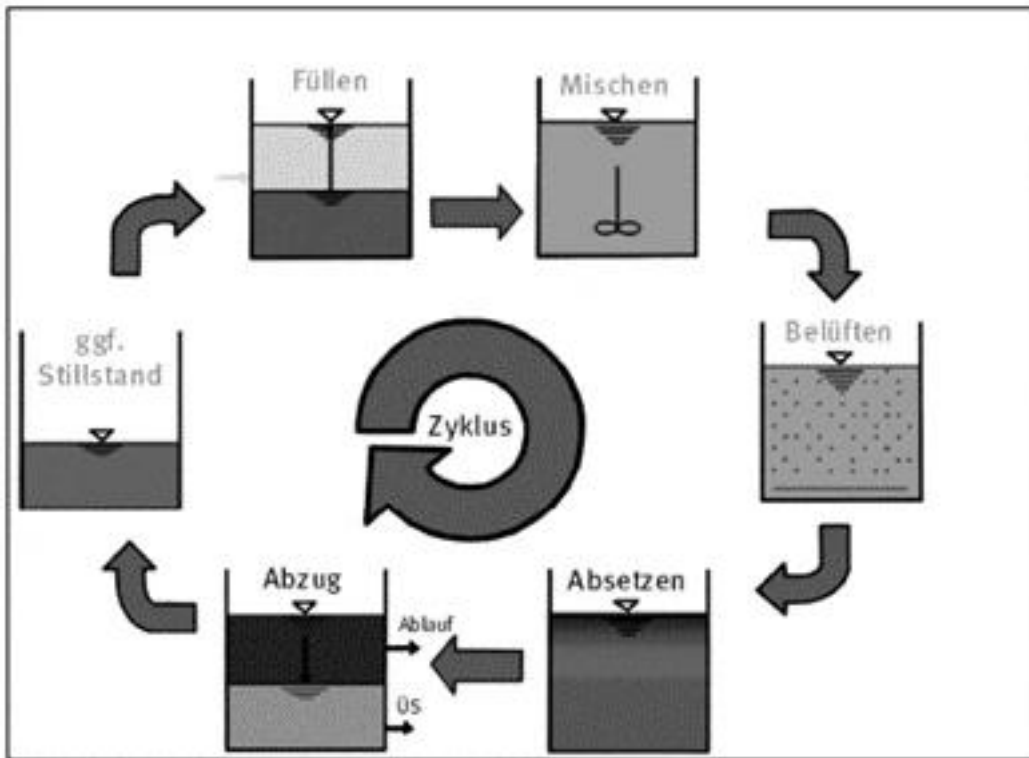 Füllen
Mischen
Belüften
Absetzen
Abzug
Ablauf
ÜS
ggf.
Stillstand
Zyklus